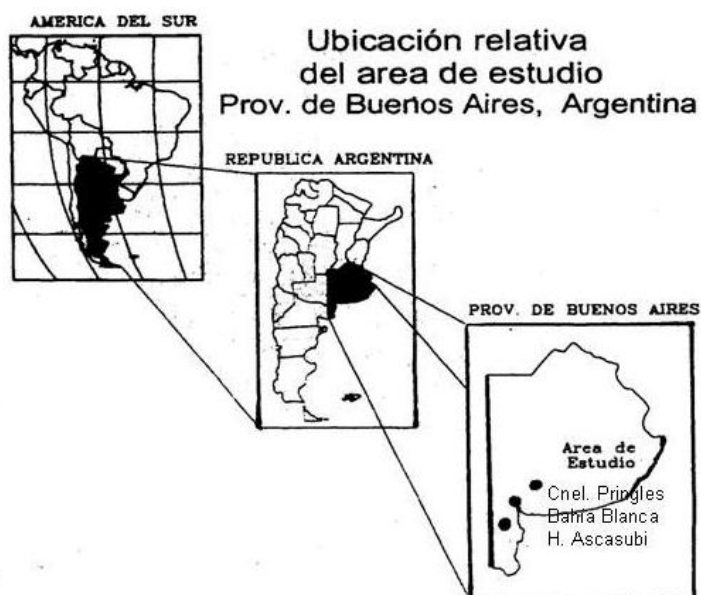 AMERICA DEL SUR
Ubicación relativa
del area de estudio
Prov. de Buenos Aires, Argentina
REPUBLICA ARGENTINA
PROV. DE BUENOS AIRES
Area de
Estudio
Cnel. Pringles
Bahía Blanca
H. Ascasubi